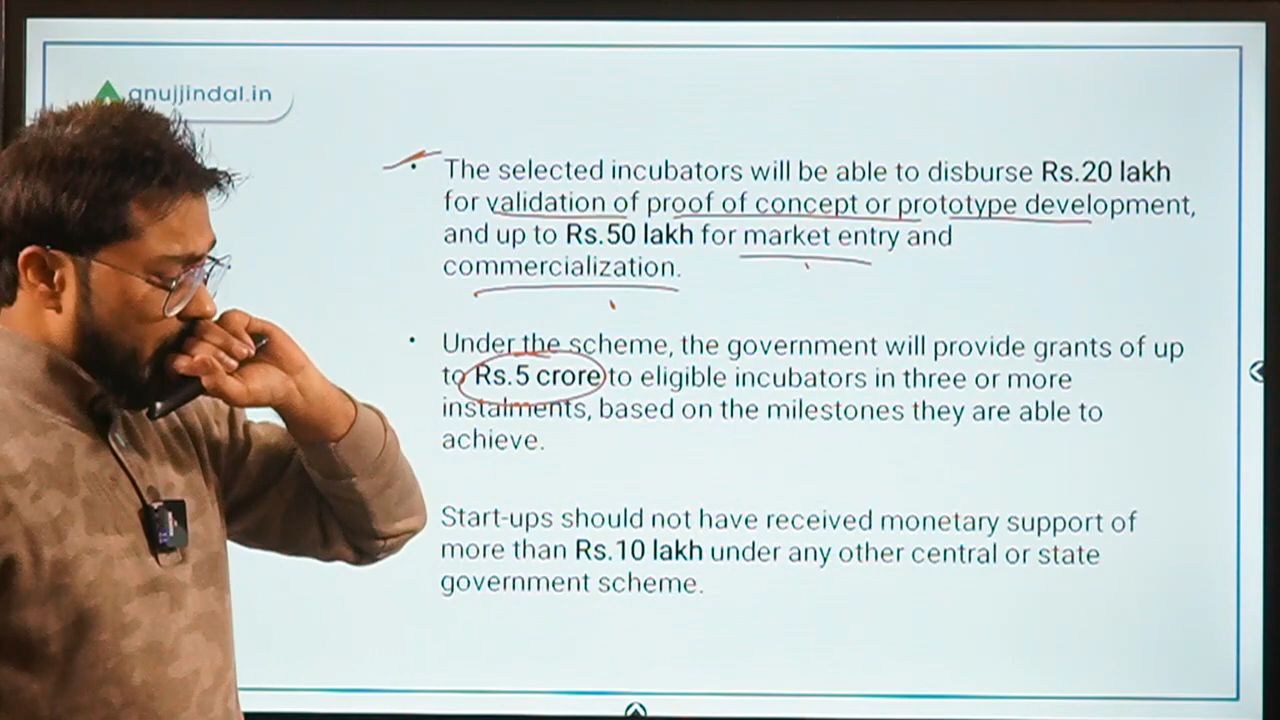 anujjindal.in
The selected incubators will be able to disburse Rs.20 lakh
for validation of proof of concept or prototype development,
and up to Rs.50 lakh for market entry and
commercialization.
Under the scheme, the government will provide grants of up
to Rs.5 crore to eligible incubators in three or more
instalments, based on the milestones they are able to
achieve.
Start-ups should not have received monetary support of
more than Rs.10 lakh under any other central or state
government scheme.